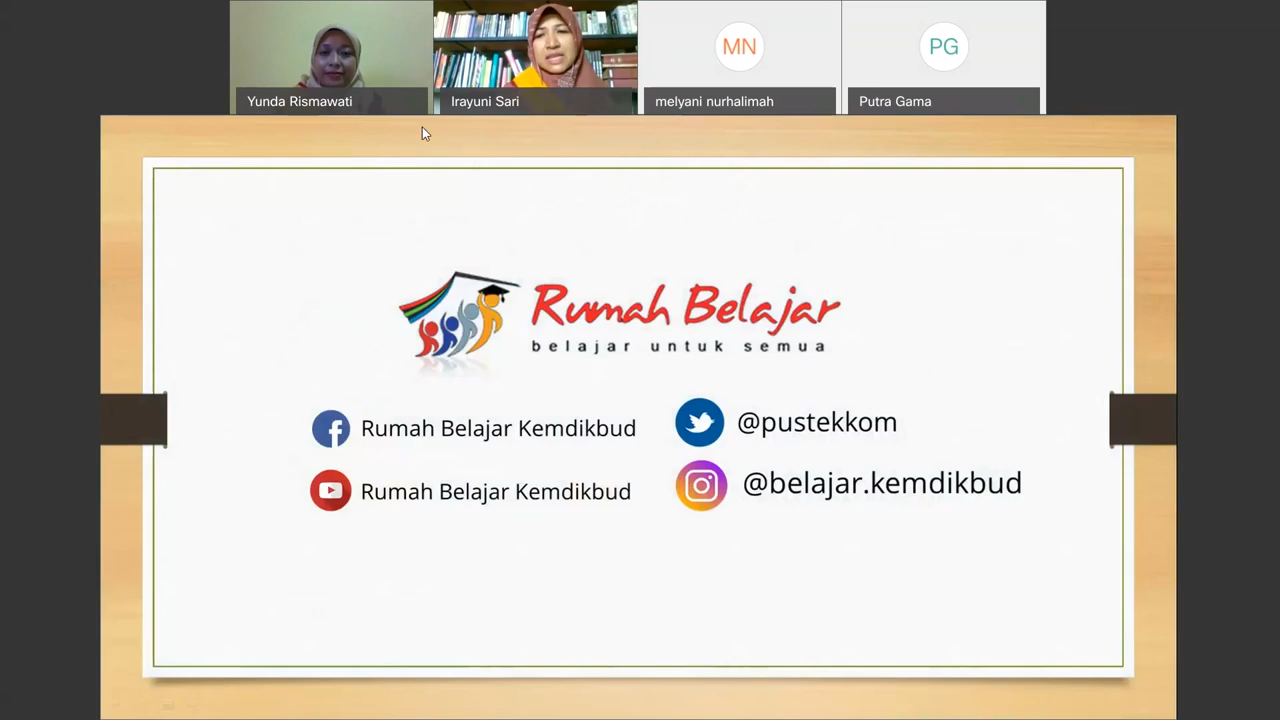 Yunda Rismawati
Irayuni Sari
MN
melyani nurhalimah
PG
Putra Gama
Rumah Belajar
belajar untuk semua
Rumah Belajar Kemdikbud
@pustekkom
Rumah Belajar Kemdikbud
@belajar.kemdikbud